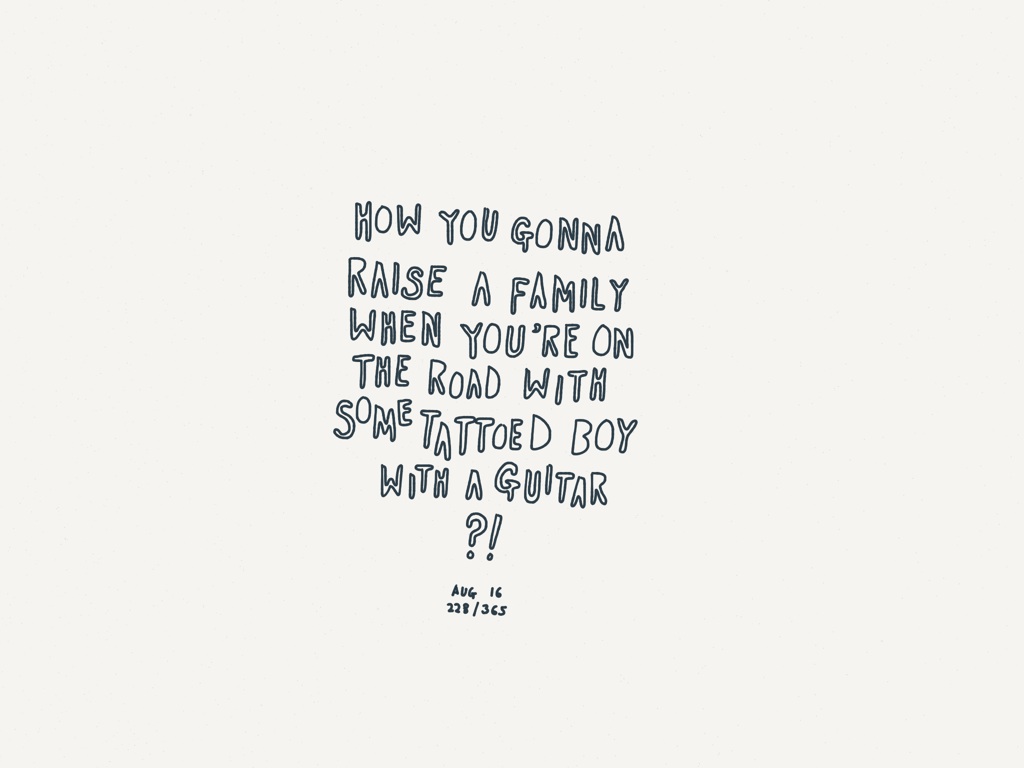 HOW YOU GONNA
RAISE A FAMILY
WHEN YOU'RE ON
THE ROAD WITH
SOME TATTOED BOY
WITH A GUITAR
?!
AUG 16
228/365